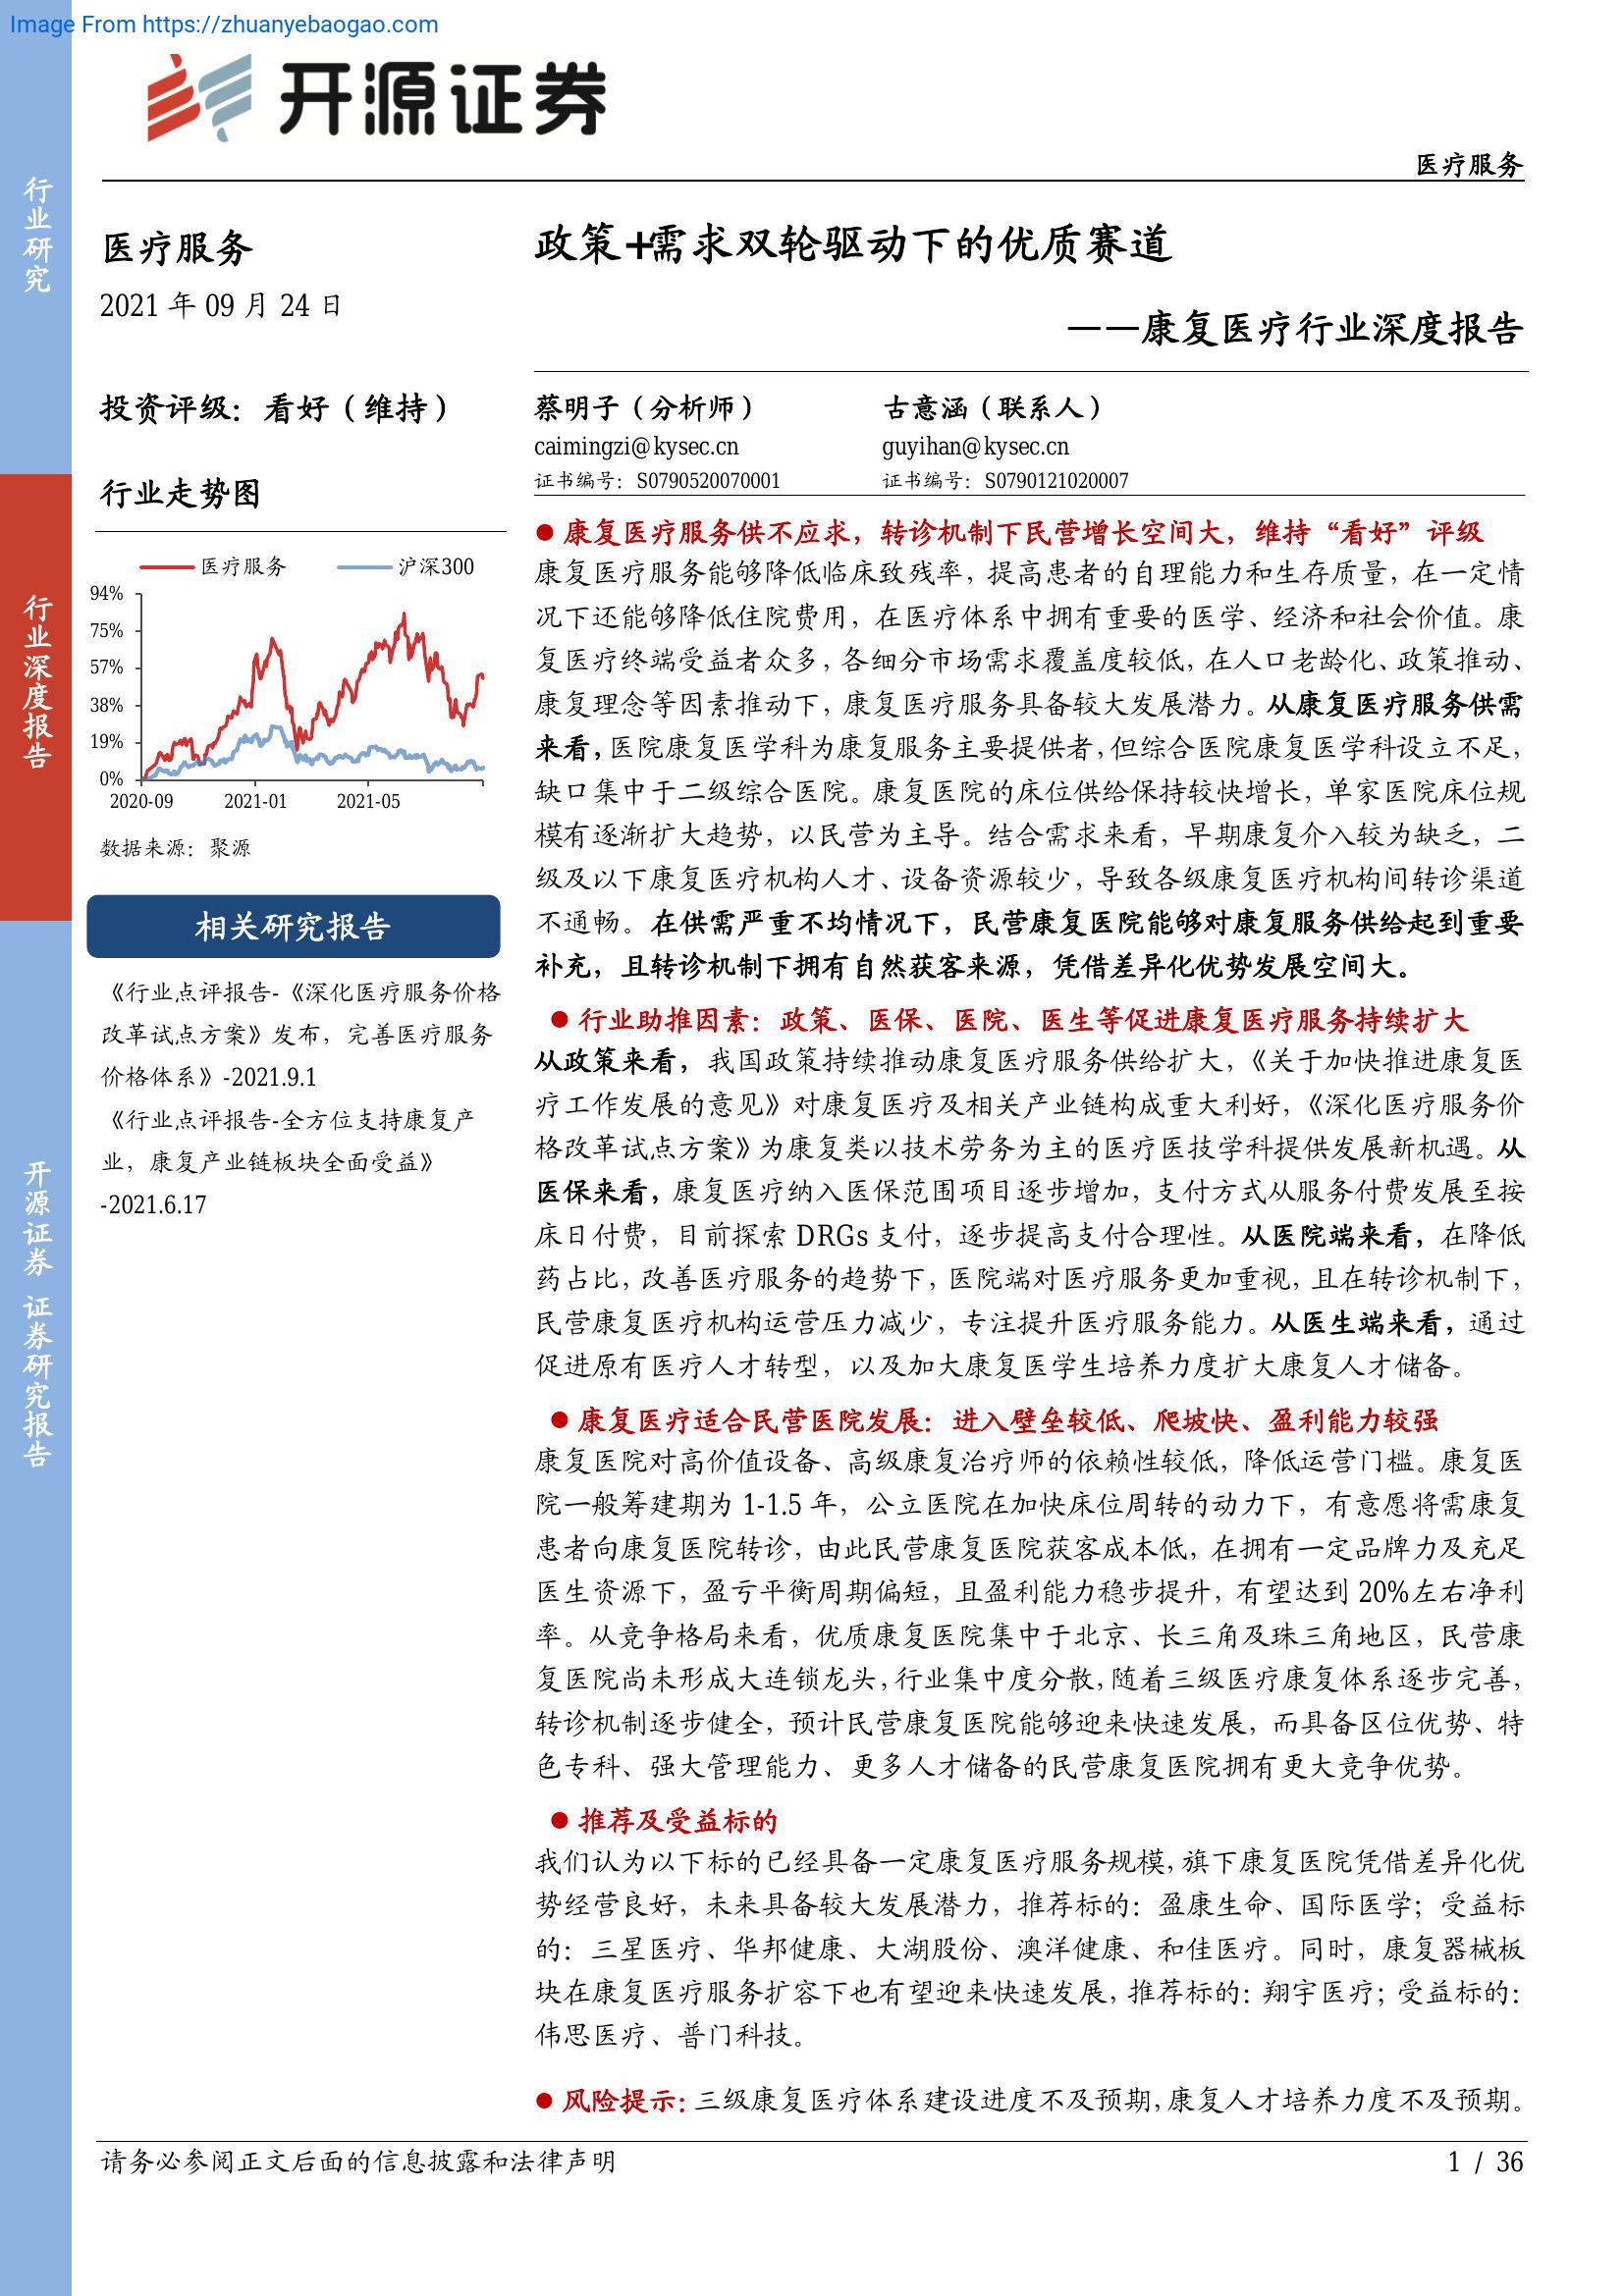 Image From https://zhuanyebaogao.com
开源证券
医疗服务
行业研究
行业深度报告
开源证券 证券研究报告
医疗服务
2021 年 09 月 24 日
投资评级：看好（维持）
行业走势图
医疗服务 沪深300
94%
75%
57%
38%
19%
0%
2020-09 2021-01 2021-05
数据来源：聚源
相关研究报告
《行业点评报告-《深化医疗服务价格
改革试点方案》发布，完善医疗服务
价格体系》-2021.9.1
《行业点评报告-全方位支持康复产
业，康复产业链板块全面受益》
-2021.6.17
政策+需求双轮驱动下的优质赛道
——康复医疗行业深度报告
蔡明子（分析师） 古意涵（联系人）
caimingzi@kysec.cn guyihan@kysec.cn
证书编号：S0790520070001 证书编号：S0790121020007
●康复医疗服务供不应求，转诊机制下民营增长空间大，维持“看好”评级
康复医疗服务能够降低临床致残率，提高患者的自理能力和生存质量，在一定情
况下还能够降低住院费用，在医疗体系中拥有重要的医学、经济和社会价值。康
复医疗终端受益者众多，各细分市场需求覆盖度较低，在人口老龄化、政策推动、
康复理念等因素推动下，康复医疗服务具备较大发展潜力。从康复医疗服务供需
来看，医院康复医学科为康复服务主要提供者，但综合医院康复医学科设立不足，
缺口集中于二级综合医院。康复医院的床位供给保持较快增长，单家医院床位规
模有逐渐扩大趋势，以民营为主导。结合需求来看，早期康复介入较为缺乏，二
级及以下康复医疗机构人才、设备资源较少，导致各级康复医疗机构间转诊渠道
不通畅。在供需严重不均情况下，民营康复医院能够对康复服务供给起到重要
补充，且转诊机制下拥有自然获客来源，凭借差异化优势发展空间大。
●行业助推因素：政策、医保、医院、医生等促进康复医疗服务持续扩大
从政策来看，我国政策持续推动康复医疗服务供给扩大，《关于加快推进康复医
疗工作发展的意见》对康复医疗及相关产业链构成重大利好，《深化医疗服务价
格改革试点方案》为康复类以技术劳务为主的医疗医技学科提供发展新机遇。从
医保来看，康复医疗纳入医保范围项目逐步增加，支付方式从服务付费发展至按
床日付费，目前探索 DRGs 支付，逐步提高支付合理性。从医院端来看，在降低
药占比，改善医疗服务的趋势下，医院端对医疗服务更加重视，且在转诊机制下，
民营康复医疗机构运营压力减少，专注提升医疗服务能力。从医生端来看，通过
促进原有医疗人才转型，以及加大康复医学生培养力度扩大康复人才储备。
●康复医疗适合民营医院发展：进入壁垒较低、爬坡快、盈利能力较强
康复医院对高价值设备、高级康复治疗师的依赖性较低，降低运营门槛。康复医
院一般筹建期为 1-1.5 年，公立医院在加快床位周转的动力下，有意愿将需康复
患者向康复医院转诊，由此民营康复医院获客成本低，在拥有一定品牌力及充足
医生资源下，盈亏平衡周期偏短，且盈利能力稳步提升，有望达到 20%左右净利
率。从竞争格局来看，优质康复医院集中于北京、长三角及珠三角地区，民营康
复医院尚未形成大连锁龙头，行业集中度分散，随着三级医疗康复体系逐步完善，
转诊机制逐步健全，预计民营康复医院能够迎来快速发展，而具备区位优势、特
色专科、强大管理能力、更多人才储备的民营康复医院拥有更大竞争优势。
●推荐及受益标的
我们认为以下标的已经具备一定康复医疗服务规模，旗下康复医院凭借差异化优
势经营良好，未来具备较大发展潜力，推荐标的：盈康生命、国际医学；受益标
的：三星医疗、华邦健康、大湖股份、澳洋健康、和佳医疗。同时，康复器械板
块在康复医疗服务扩容下也有望迎来快速发展，推荐标的：翔宇医疗；受益标的：
伟思医疗、普门科技。
●风险提示：三级康复医疗体系建设进度不及预期，康复人才培养力度不及预期。
请务必参阅正文后面的信息披露和法律声明 1 / 36